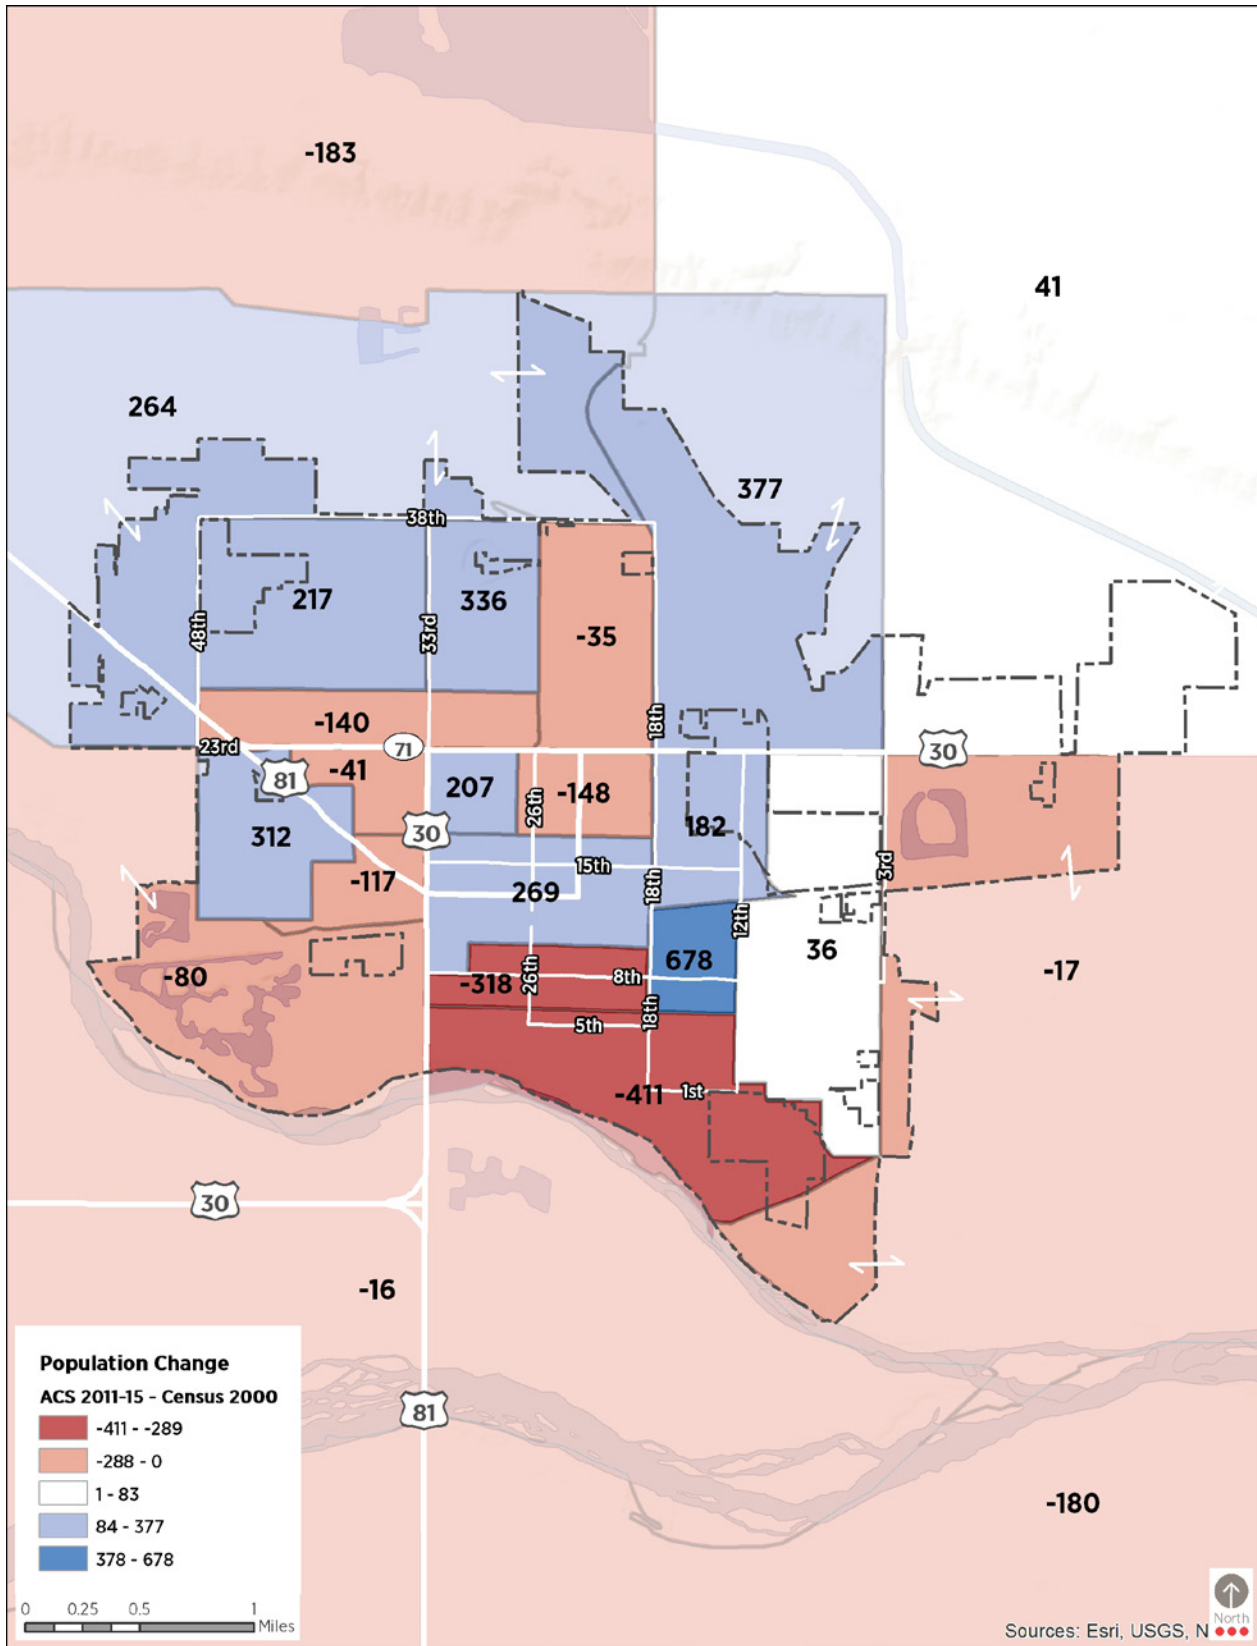 -183
41
264
377
38th
217
336
48th
33rd
-35
-140
18th
23rd
71
30
-41
81
207
26th
-148
312
30
182
15th
3rd
-117
269
18th
12th
678
36
-17
-80
-318
26th
8th
18th
5th
-411
1st
30
-16
81
-180
Population Change
ACS 2011-15 - Census 2000
-411 - -289
-288 - 0
1 - 83
84 - 377
378 - 678
0 0.25 0.5 1
Miles
North
Sources: Esri, USGS, N